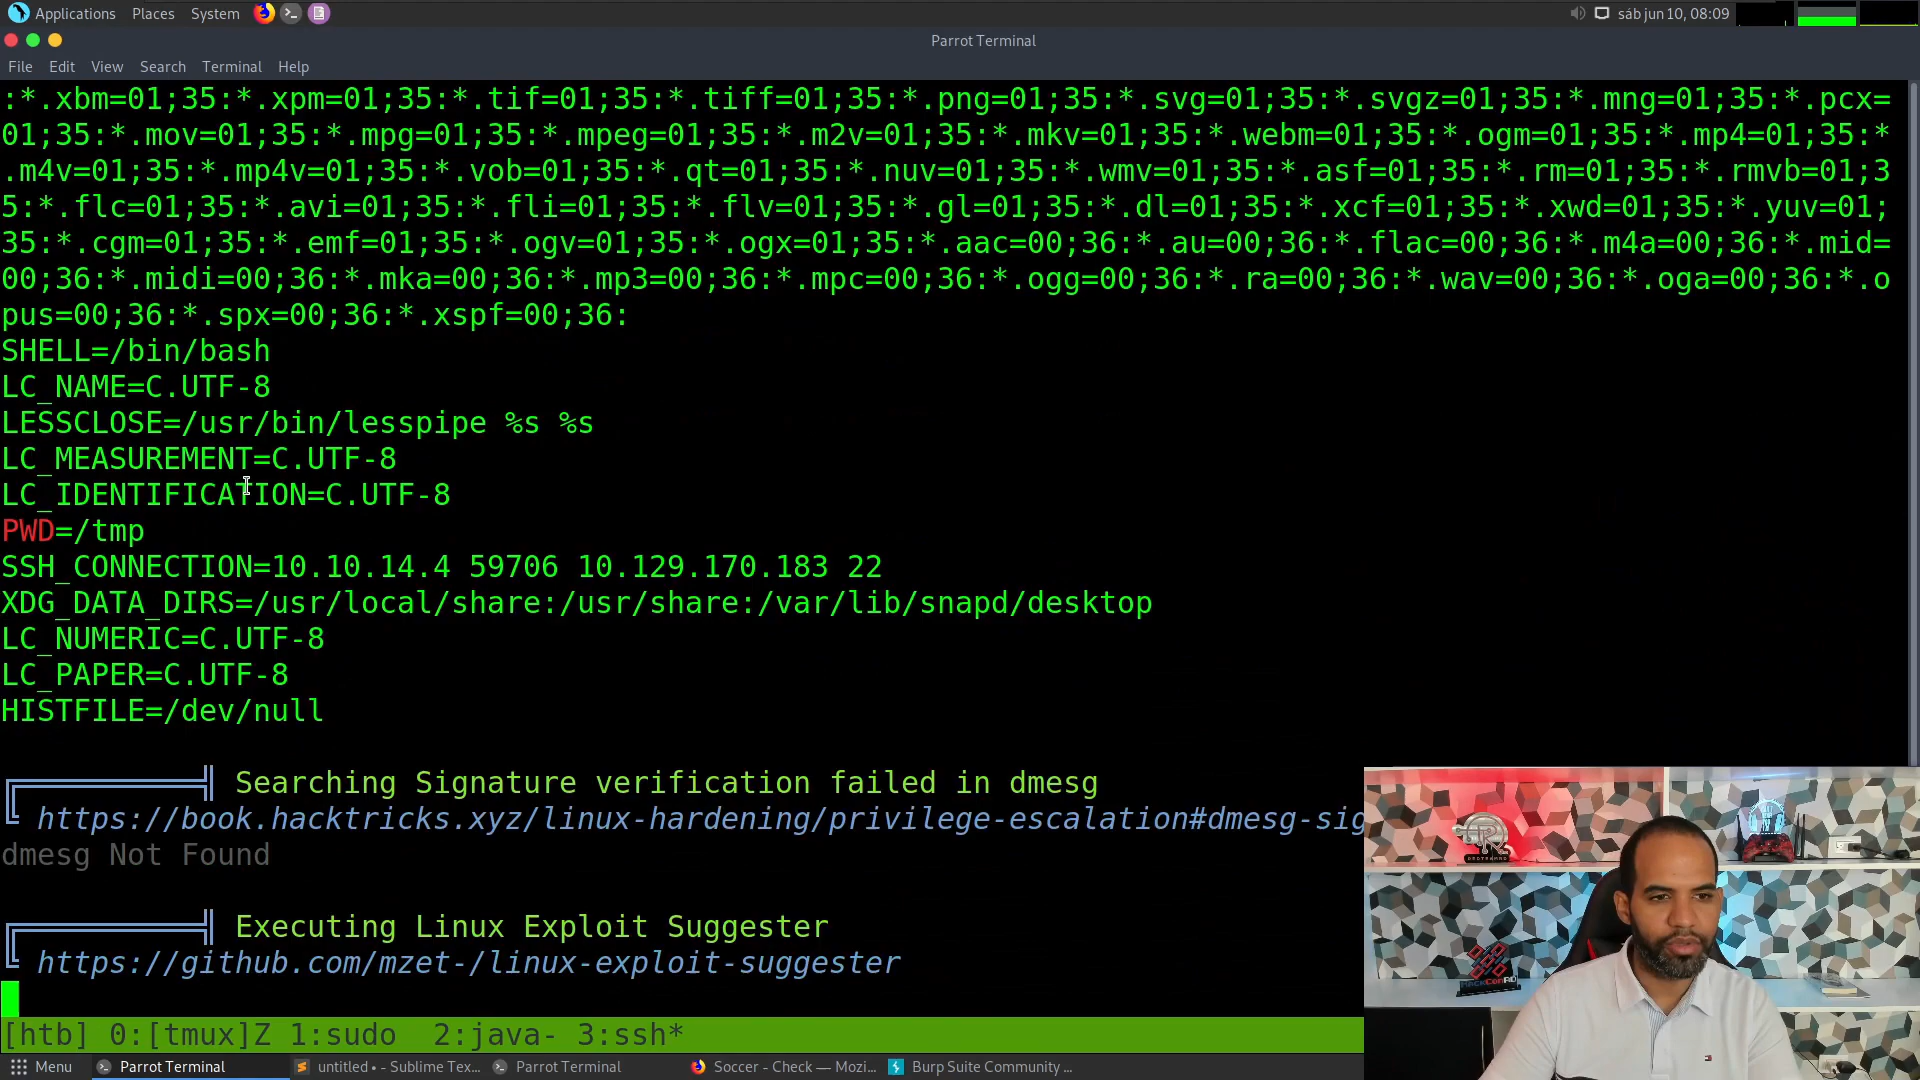 Applications Places System sáb jun 10, 08:09
Parrot Terminal
File Edit View Search Terminal Help
:*.xbm=01;35:*.xpm=01;35:*.tif=01;35:*.tiff=01;35:*.png=01;35:*.svg=01;35:*.svgz=01;35:*.mng=01;35:*.pcx=
01;35:*.mov=01;35:*.mpg=01;35:*.mpeg=01;35:*.m2v=01;35:*.mkv=01;35:*.webm=01;35:*.ogm=01;35:*.mp4=01;35:*
.m4v=01;35:*.mp4v=01;35:*.vob=01;35:*.qt=01;35:*.nuv=01;35:*.wmv=01;35:*.asf=01;35:*.rm=01;35:*.rmvb=01;3
5:*.flc=01;35:*.avi=01;35:*.fli=01;35:*.flv=01;35:*.gl=01;35:*.dl=01;35:*.xcf=01;35:*.xwd=01;35:*.yuv=01;
35:*.cgm=01;35:*.emf=01;35:*.ogv=01;35:*.ogx=01;35:*.aac=00;36:*.au=00;36:*.flac=00;36:*.m4a=00;36:*.mid=
00;36:*.midi=00;36:*.mka=00;36:*.mp3=00;36:*.mpc=00;36:*.ogg=00;36:*.ra=00;36:*.wav=00;36:*.oga=00;36:*.o
pus=00;36:*.spx=00;36:*.xspf=00;36:
SHELL=/bin/bash
LC_NAME=C.UTF-8
LESSCLOSE=/usr/bin/lesspipe %s %s
LC_MEASUREMENT=C.UTF-8
LC_IDENTIFICATION=C.UTF-8
PWD=/tmp
SSH_CONNECTION=10.10.14.4 59706 10.129.170.183 22
XDG_DATA_DIRS=/usr/local/share:/usr/share:/var/lib/snapd/desktop
LC_NUMERIC=C.UTF-8
LC_PAPER=C.UTF-8
HISTFILE=/dev/null
Searching Signature verification failed in dmesg
https://book.hacktricks.xyz/linux-hardening/privilege-escalation#dmesg-sig
dmesg Not Found
Executing Linux Exploit Suggester
https://github.com/mzet-/linux-exploit-suggester
HACKConRD
[htb] 0:[tmux]Z 1:sudo 2:java- 3:ssh*
Menu Parrot Terminal untitled • - Sublime Tex... Parrot Terminal Soccer - Check — Mozi... Burp Suite Community ...